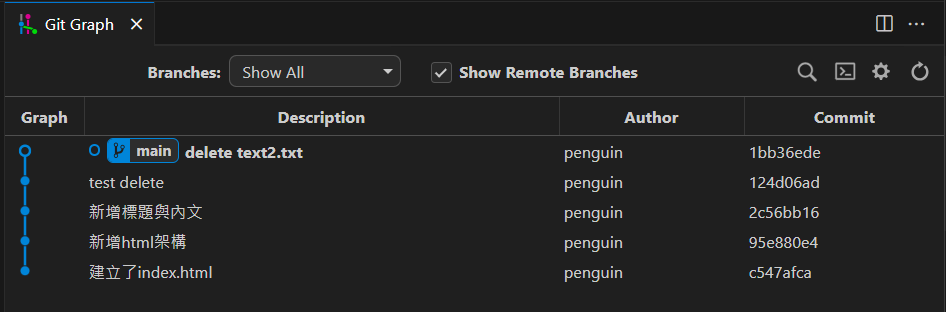 Git Graph
Branches: Show All Show Remote Branches
Graph Description Author Commit
main delete text2.txt penguin 1bb36ede
test delete penguin 124d06ad
新增標題與內文 penguin 2c56bb16
新增html架構 penguin 95e880e4
建立了index.html penguin c547afca